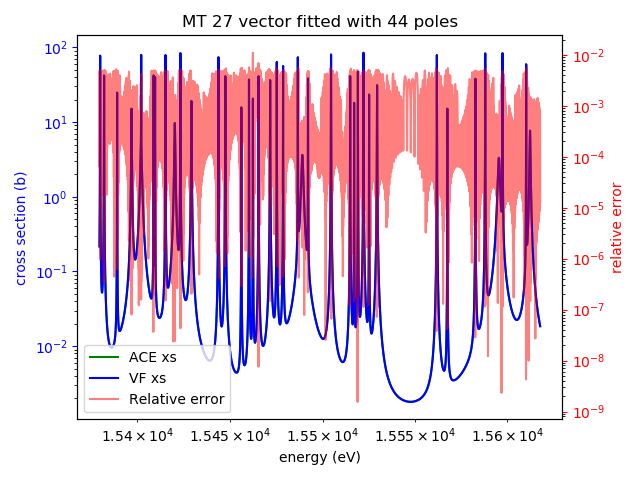 MT 27 vector fitted with 44 poles
10²
10¹
10⁰
10⁻¹
10⁻²
cross section (b)
10⁻²
10⁻³
10⁻⁴
10⁻⁵
10⁻⁶
10⁻⁷
10⁻⁸
10⁻⁹
relative error
ACE xs
VF xs
Relative error
1.54×10⁴ 1.545×10⁴ 1.55×10⁴ 1.555×10⁴ 1.56×10⁴
energy (eV)